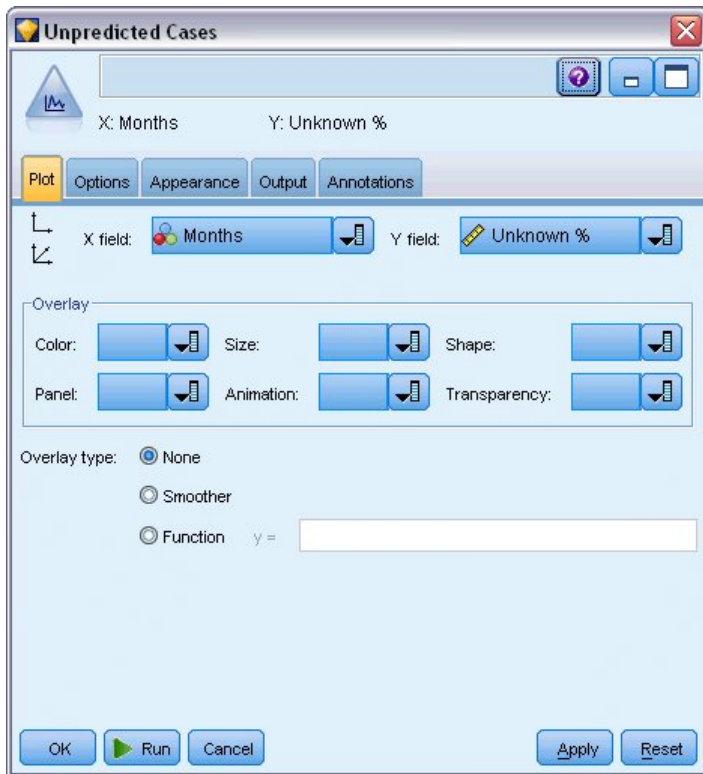 Unpredicted Cases
X: Months Y: Unknown %
Plot Options Appearance Output Annotations
X field: Months Y field: Unknown %
Overlay
Color: Size: Shape:
Panel: Animation: Transparency:
Overlay type: None
Smoother
Function y =
OK Run Cancel Apply Reset